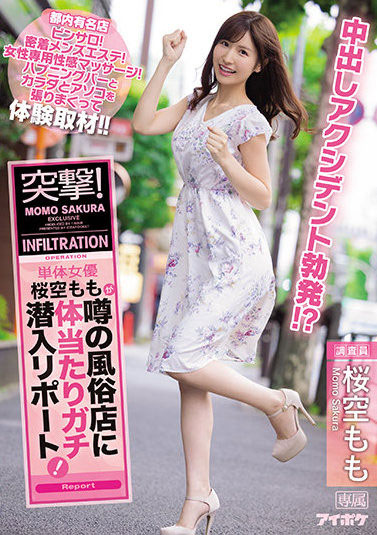 都内有名店
ピンサロ!
密着メンズエステ!
女性専用性感マッサージ!
ハプニングバーと
カラダとアソコを
張りまくって
体験取材!!
中出しアクシデント勃発!?
突撃!
MOMO SAKURA
EXCLUSIVE
INFILTRATION
OPERATION
単体女優
桜空ももが
噂の風俗店に
体当たりガチ
潜入リポート!
Report
調査員
桜空もも
Momo Sakura
専属
アイポケ